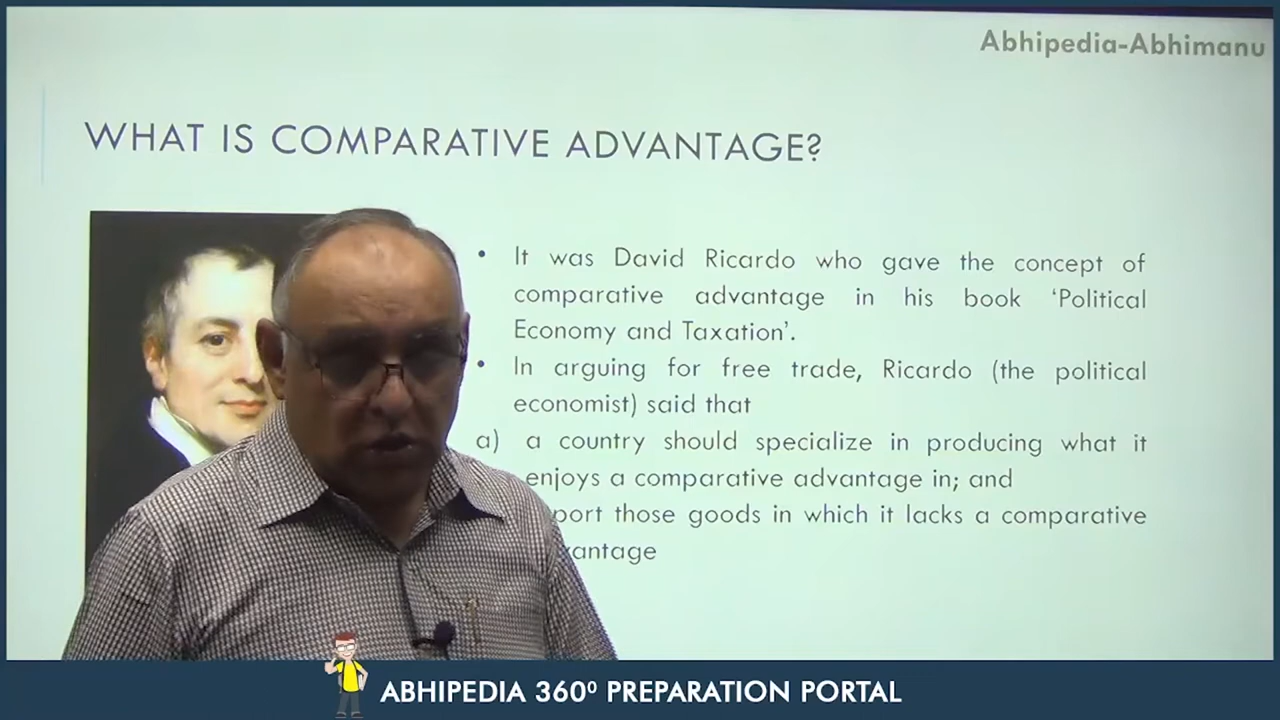 Abhipedia-Abhimanu
WHAT IS COMPARATIVE ADVANTAGE?
• It was David Ricardo who gave the concept of
comparative advantage in his book ‘Political
Economy and Taxation’.
• In arguing for free trade, Ricardo (the political
economist) said that
a) a country should specialize in producing what it
enjoys a comparative advantage in; and
those goods in which it lacks a comparative
ABHIPEDIA 360⁰ PREPARATION PORTAL